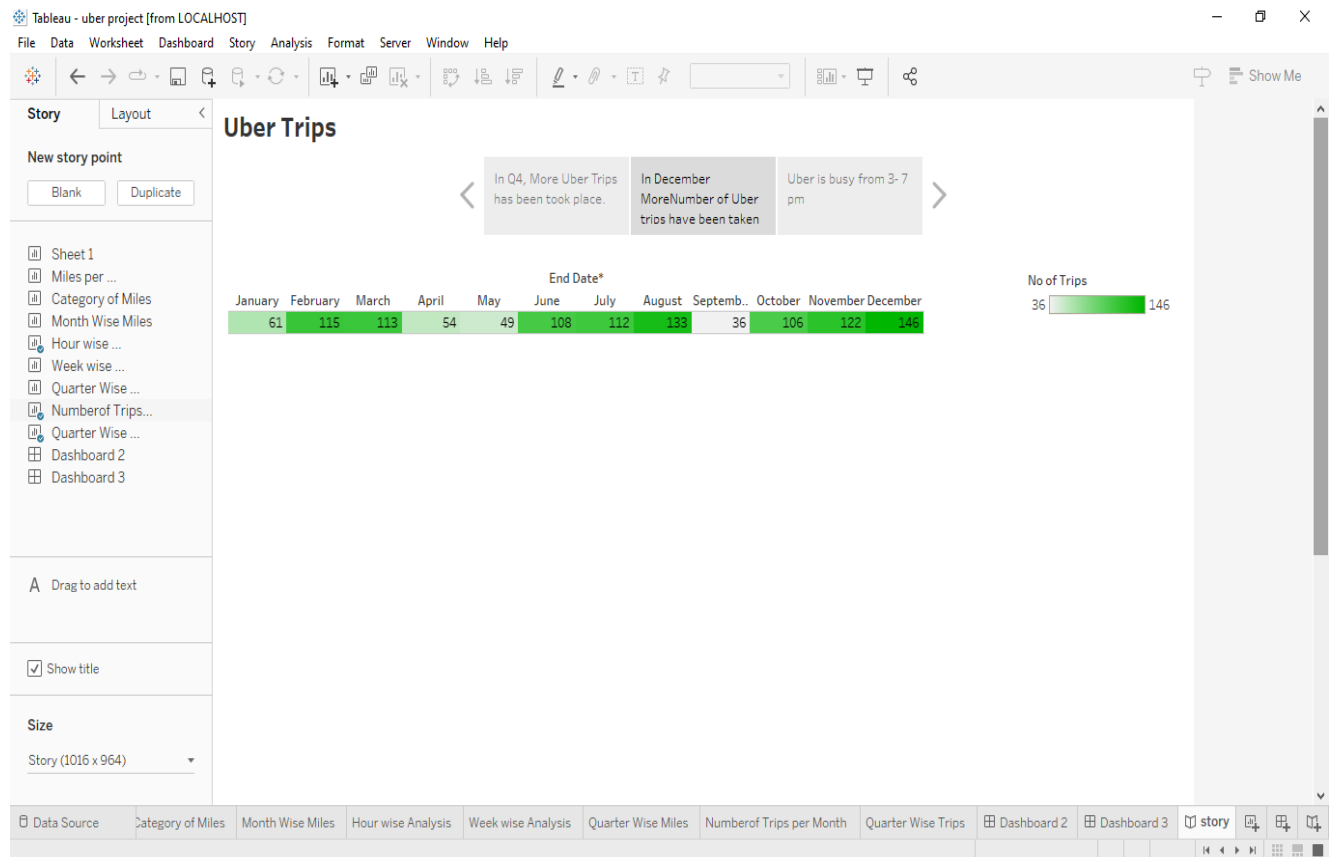 Tableau - uber project [from LOCALHOST]
File Data Worksheet Dashboard Story Analysis Format Server Window Help
Show Me
Story Layout
New story point
Blank Duplicate
Sheet 1
Miles per ...
Category of Miles
Month Wise Miles
Hour wise ...
Week wise ...
Quarter Wise ...
Numberof Trips...
Quarter Wise ...
Dashboard 2
Dashboard 3
A Drag to add text
Show title
Size
Story (1016 x 964)
Uber Trips
In Q4, More Uber Trips
has been took place.
In December
MoreNumber of Uber
trips have been taken
Uber is busy from 3- 7
pm
End Date*
January February March April May June July August Septemb.. October November December
61 115 113 54 49 108 112 133 36 106 122 146
No of Trips
36 146
Data Source Category of Miles Month Wise Miles Hour wise Analysis Week wise Analysis Quarter Wise Miles Numberof Trips per Month Quarter Wise Trips Dashboard 2 Dashboard 3 story